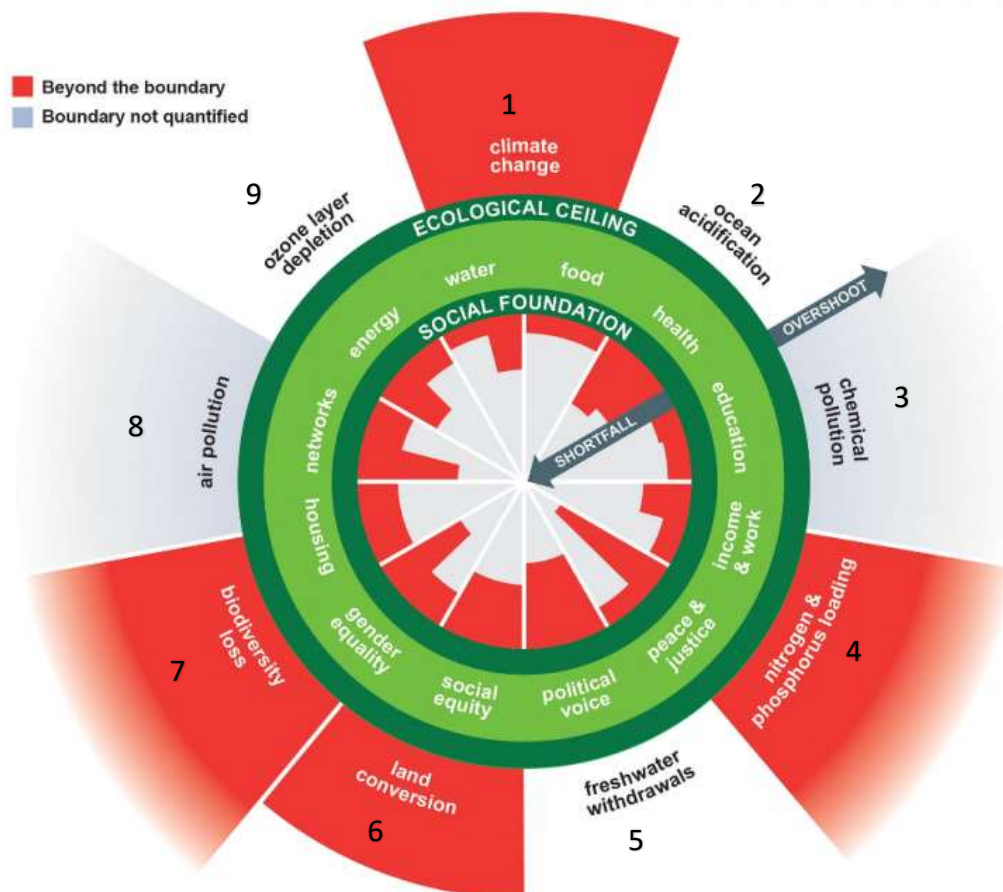 Beyond the boundary
Boundary not quantified
1
climate
change
2
ocean
acidification
OVERSHOOT
3
chemical
pollution
4
nitrogen &
phosphorus loading
5
freshwater
withdrawals
6
land
conversion
7
biodiversity
loss
8
air pollution
9
ozone layer
depletion
ECOLOGICAL CEILING
water
food
health
education
income
& work
peace &
justice
political
voice
social
equity
gender
equality
housing
networks
energy
SOCIAL FOUNDATION
SHORTFALL